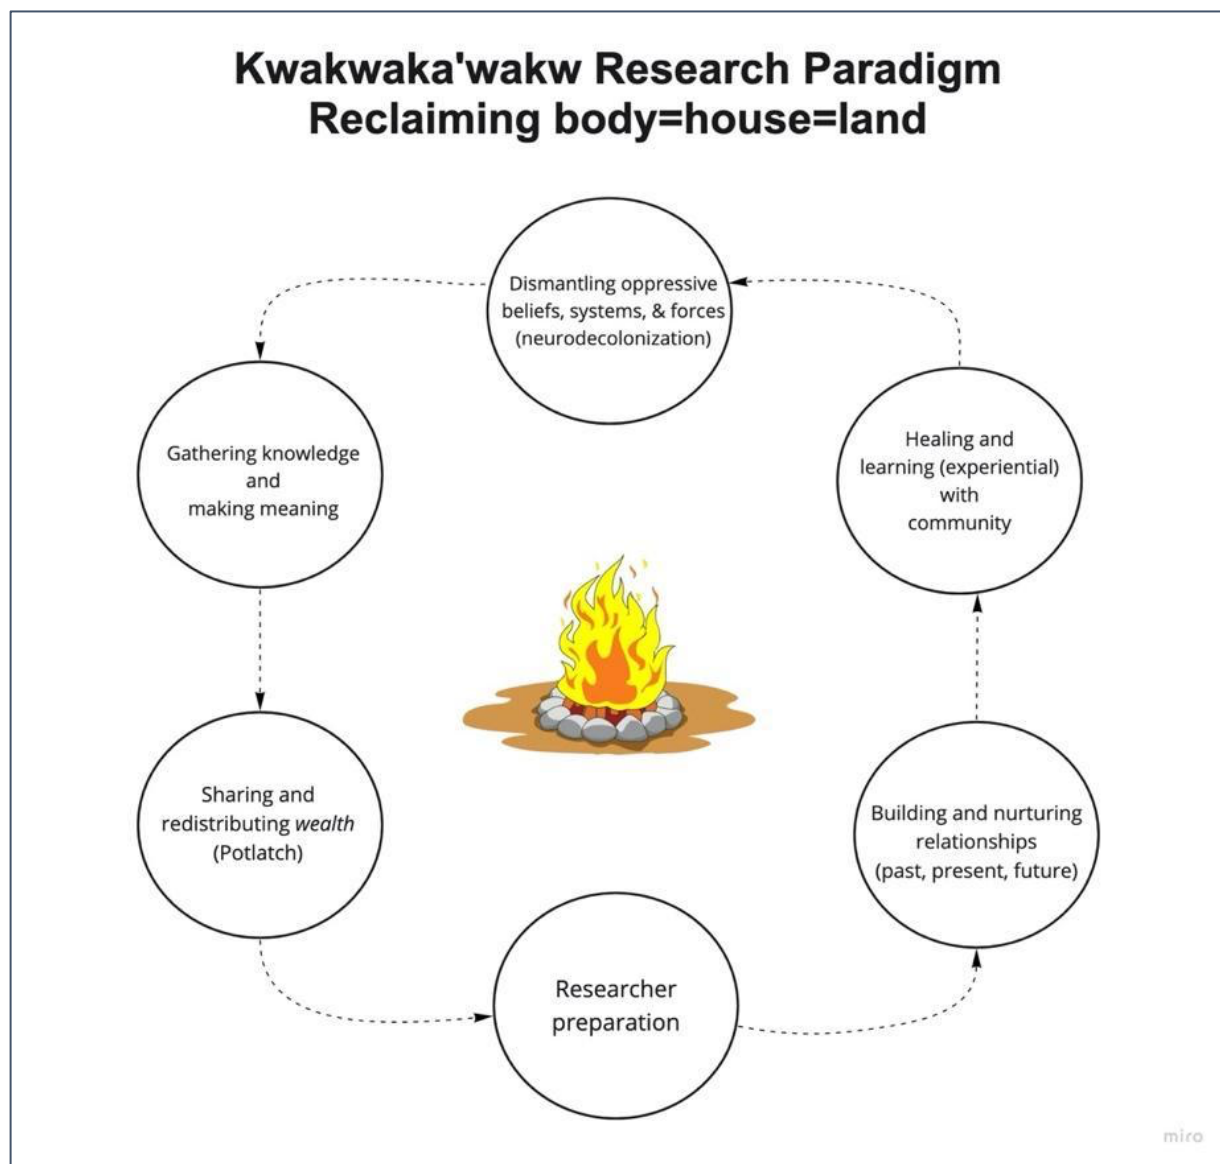 Kwakwaka'wakw Research Paradigm
Reclaiming body=house=land
Dismantling oppressive
beliefs, systems, & forces
(neurodecolonization)
Gathering knowledge
and
making meaning
Healing and
learning (experiential)
with
community
Sharing and
redistributing wealth
(Potlatch)
Building and nurturing
relationships
(past, present, future)
Researcher
preparation
miro